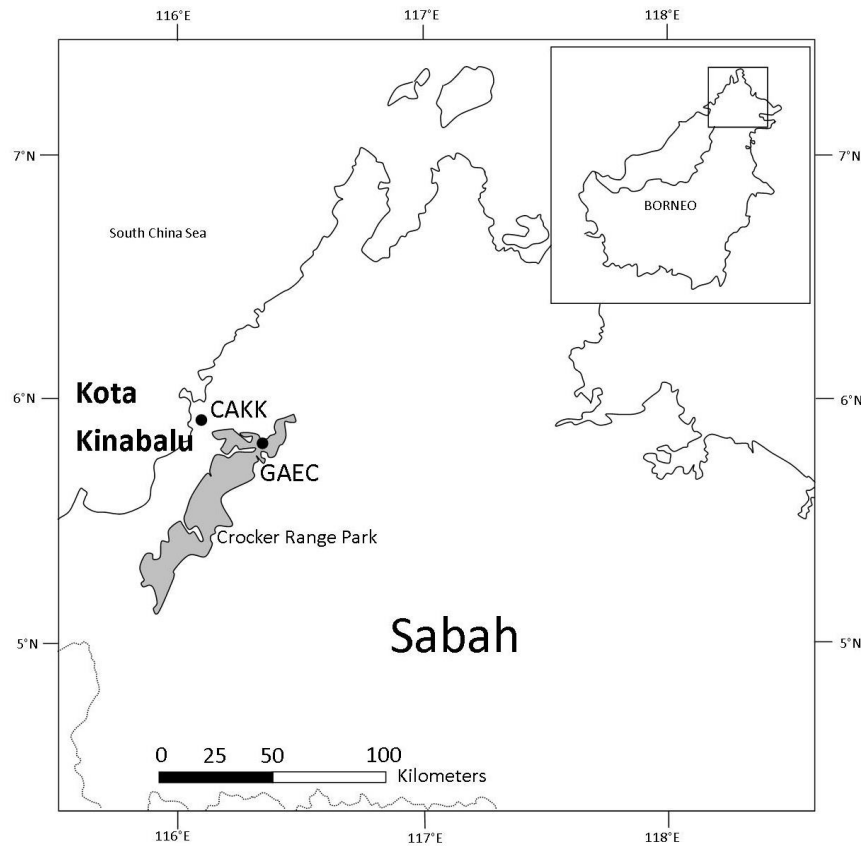 116°E 117°E 118°E
BORNEO
7°N 7°N
South China Sea
6°N 6°N
Kota
Kinabalu
CAKK
GAEC
Crocker Range Park
5°N 5°N
Sabah
0 25 50 100
Kilometers
116°E 117°E 118°E